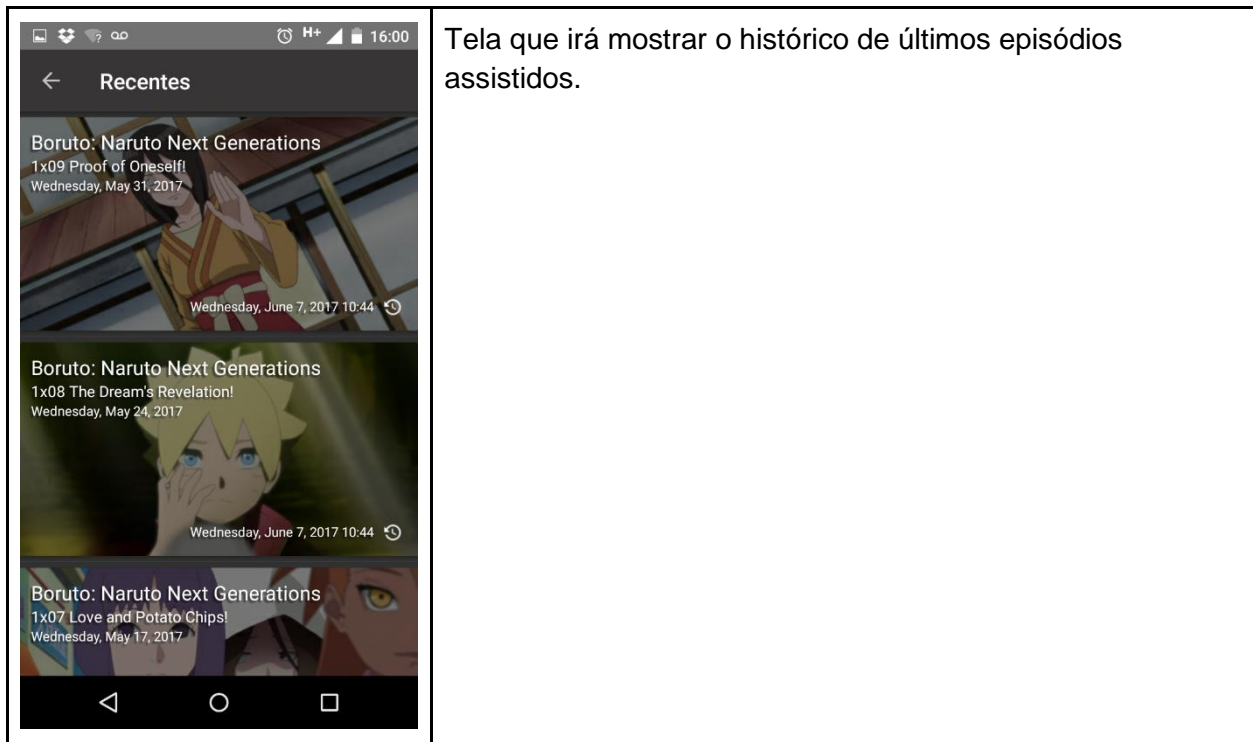 H+ 16:00
Recentes
Boruto: Naruto Next Generations
1x09 Proof of Oneself!
Wednesday, May 31, 2017
Wednesday, June 7, 2017 10:44
Boruto: Naruto Next Generations
1x08 The Dream's Revelation!
Wednesday, May 24, 2017
Wednesday, June 7, 2017 10:44
Boruto: Naruto Next Generations
1x07 Love and Potato Chips!
Wednesday, May 17, 2017
Tela que irá mostrar o histórico de últimos episódios
assistidos.